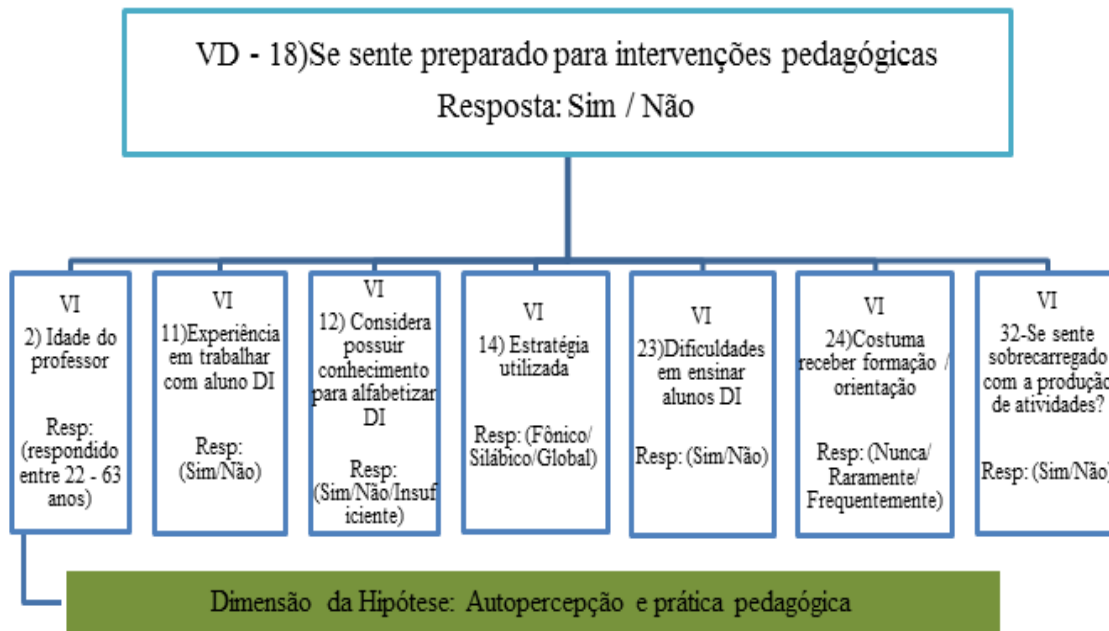 VD - 18)Se sente preparado para intervenções pedagógicas
Resposta: Sim / Não
VI
2) Idade do
professor
Resp:
(respondido
entre 22 - 63
anos)
VI
11)Experiência
em trabalhar
com aluno DI
Resp:
(Sim/Não)
VI
12) Considera
possuir
conhecimento
para alfabetizar
DI
Resp:
(Sim/Não/Insuf
iciente)
VI
14) Estratégia
utilizada
Resp: (Fônico/
Silábico/Global)
VI
23)Dificuldades
em ensinar
alunos DI
Resp: (Sim/Não)
VI
24)Costuma
receber formação /
orientação
Resp: (Nunca/
Raramente/
Frequentemente)
VI
32-Se sente
sobrecarregado
com a produção
de atividades?
Resp: (Sim/Não)
Dimensão da Hipótese: Autopercepção e prática pedagógica